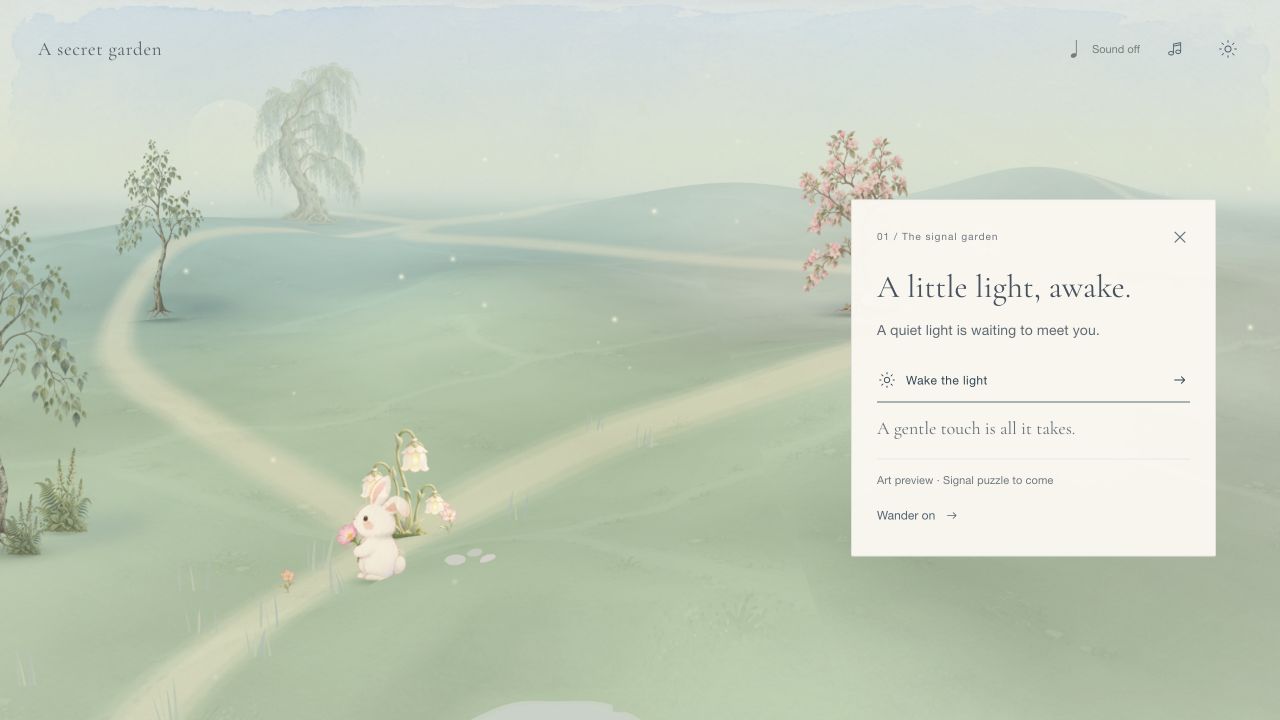 A secret garden
Sound off
01 / The signal garden
A little light, awake.
A quiet light is waiting to meet you.
Wake the light
A gentle touch is all it takes.
Art preview · Signal puzzle to come
Wander on